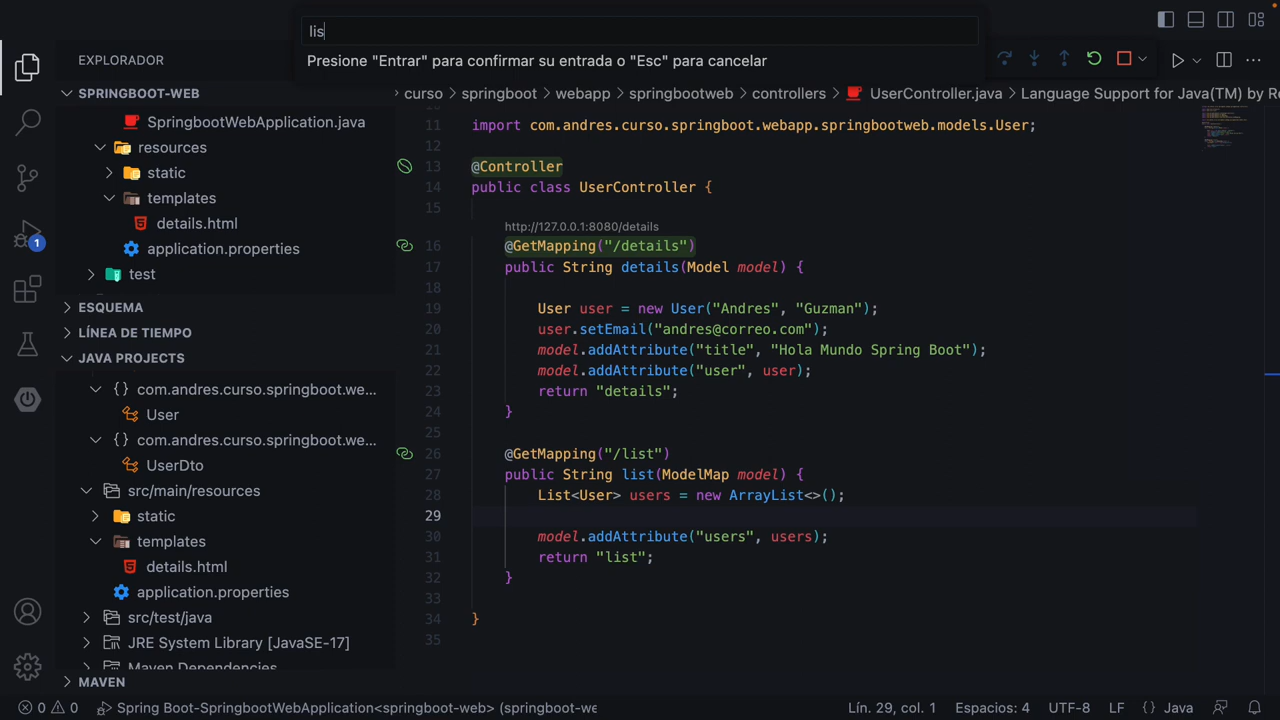 lis
Presione "Entrar" para confirmar su entrada o "Esc" para cancelar
EXPLORADOR
SPRINGBOOT-WEB
SpringbootWebApplication.java
resources
static
templates
details.html
application.properties
test
ESQUEMA
LÍNEA DE TIEMPO
JAVA PROJECTS
{} com.andres.curso.springboot.we...
User
{} com.andres.curso.springboot.we...
UserDto
src/main/resources
static
templates
details.html
application.properties
src/test/java
JRE System Library [JavaSE-17]
Maven Dependencies
MAVEN
1
› curso › springboot › webapp › springbootweb › controllers › UserController.java › Language Support for Java(TM) by Re
11 import com.andres.curso.springboot.webapp.springbootweb.models.User;
12
13 @Controller
14 public class UserController {
15
http://127.0.0.1:8080/details
16 @GetMapping("/details")
17 public String details(Model model) {
18
19 User user = new User("Andres", "Guzman");
20 user.setEmail("andres@correo.com");
21 model.addAttribute("title", "Hola Mundo Spring Boot");
22 model.addAttribute("user", user);
23 return "details";
24 }
25
26 @GetMapping("/list")
27 public String list(ModelMap model) {
28 List<User> users = new ArrayList<>();
29
30 model.addAttribute("users", users);
31 return "list";
32 }
33
34 }
35
0 0 Spring Boot-SpringbootWebApplication<springboot-web> (springboot-we
Lín. 29, col. 1 Espacios: 4 UTF-8 LF {} Java